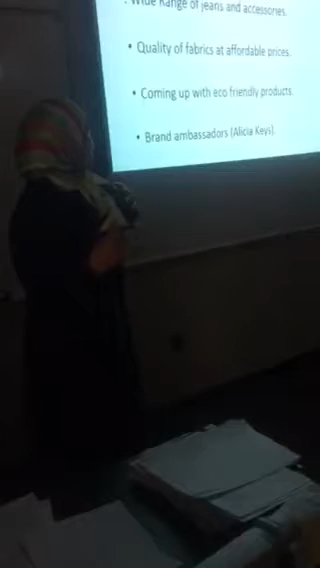 . Wide Range of jeans and accessories.
• Quality of fabrics at affordable prices.
• Coming up with eco friendly products.
• Brand ambassadors (Alicia Keys).